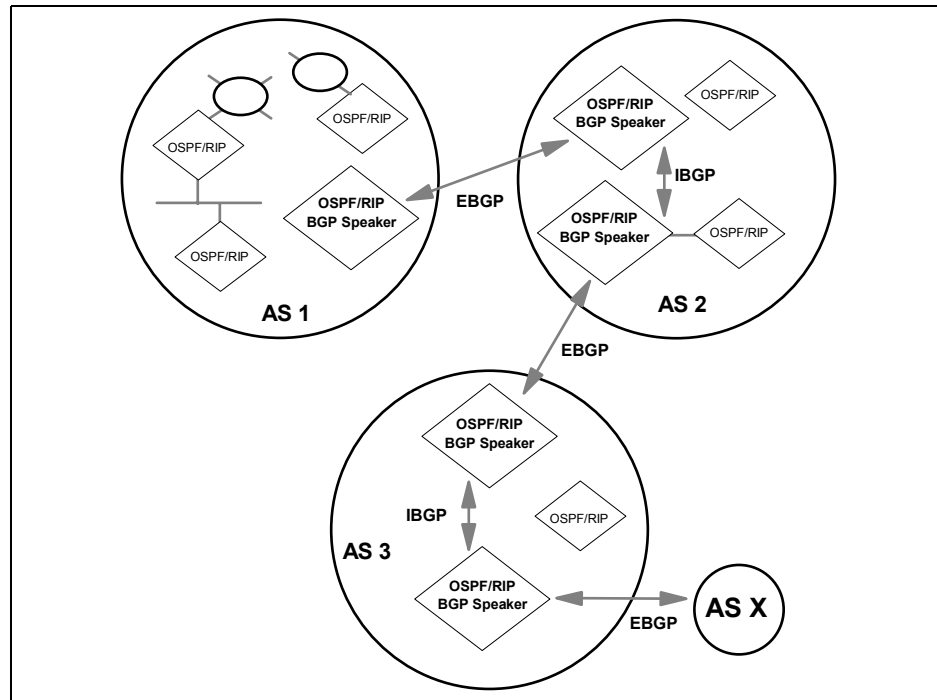 OSPF/RIP
OSPF/RIP
OSPF/RIP
BGP Speaker
OSPF/RIP
AS 1
EBGP
OSPF/RIP
BGP Speaker
OSPF/RIP
IBGP
OSPF/RIP
BGP Speaker
OSPF/RIP
AS 2
EBGP
OSPF/RIP
BGP Speaker
IBGP
OSPF/RIP
AS 3
OSPF/RIP
BGP Speaker
EBGP
AS X